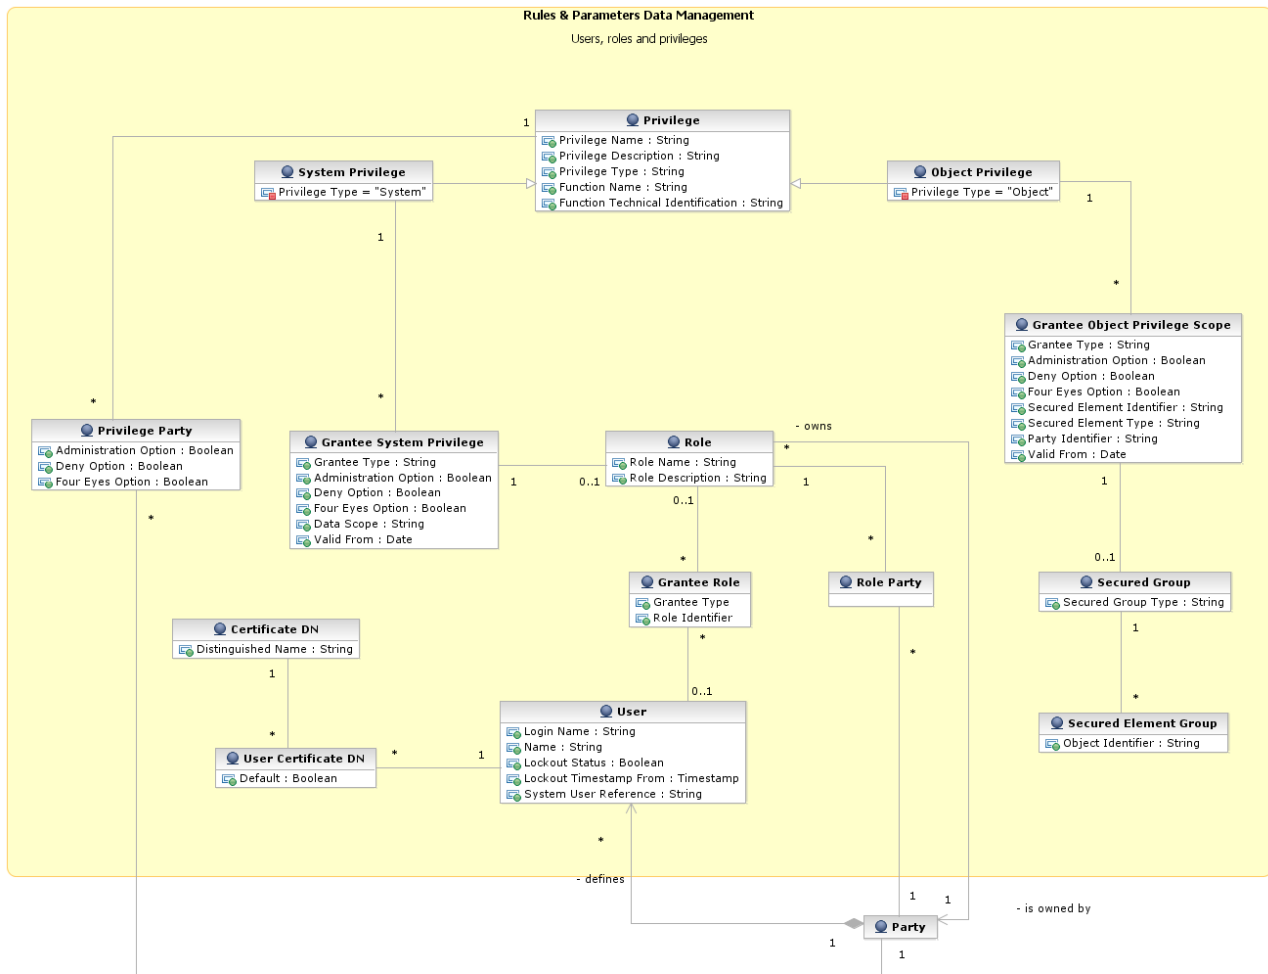 Rules & Parameters Data Management
Users, roles and privileges
1
Privilege
Privilege Name : String
Privilege Description : String
Privilege Type : String
Function Name : String
Function Technical Identification : String
System Privilege
Privilege Type = "System"
Object Privilege
Privilege Type = "Object"
1
1
*
Grantee Object Privilege Scope
Grantee Type : String
Administration Option : Boolean
Deny Option : Boolean
Four Eyes Option : Boolean
Secured Element Identifier : String
Secured Element Type : String
Party Identifier : String
Valid From : Date
*
*
Privilege Party
Administration Option : Boolean
Deny Option : Boolean
Four Eyes Option : Boolean
*
Grantee System Privilege
Grantee Type : String
Administration Option : Boolean
Deny Option : Boolean
Four Eyes Option : Boolean
Data Scope : String
Valid From : Date
1
0..1
Role
Role Name : String
Role Description : String
- owns
*
1
0..1
*
*
1
0..1
Grantee Role
Grantee Type
Role Identifier
Role Party
Secured Group
Secured Group Type : String
Certificate DN
Distinguished Name : String
1
*
*
*
0..1
1
*
User
Login Name : String
Name : String
Lockout Status : Boolean
Lockout Timestamp From : Timestamp
System User Reference : String
Secured Element Group
Object Identifier : String
User Certificate DN
Default : Boolean
*
1
*
- defines
1
1
- is owned by
Party
1
1